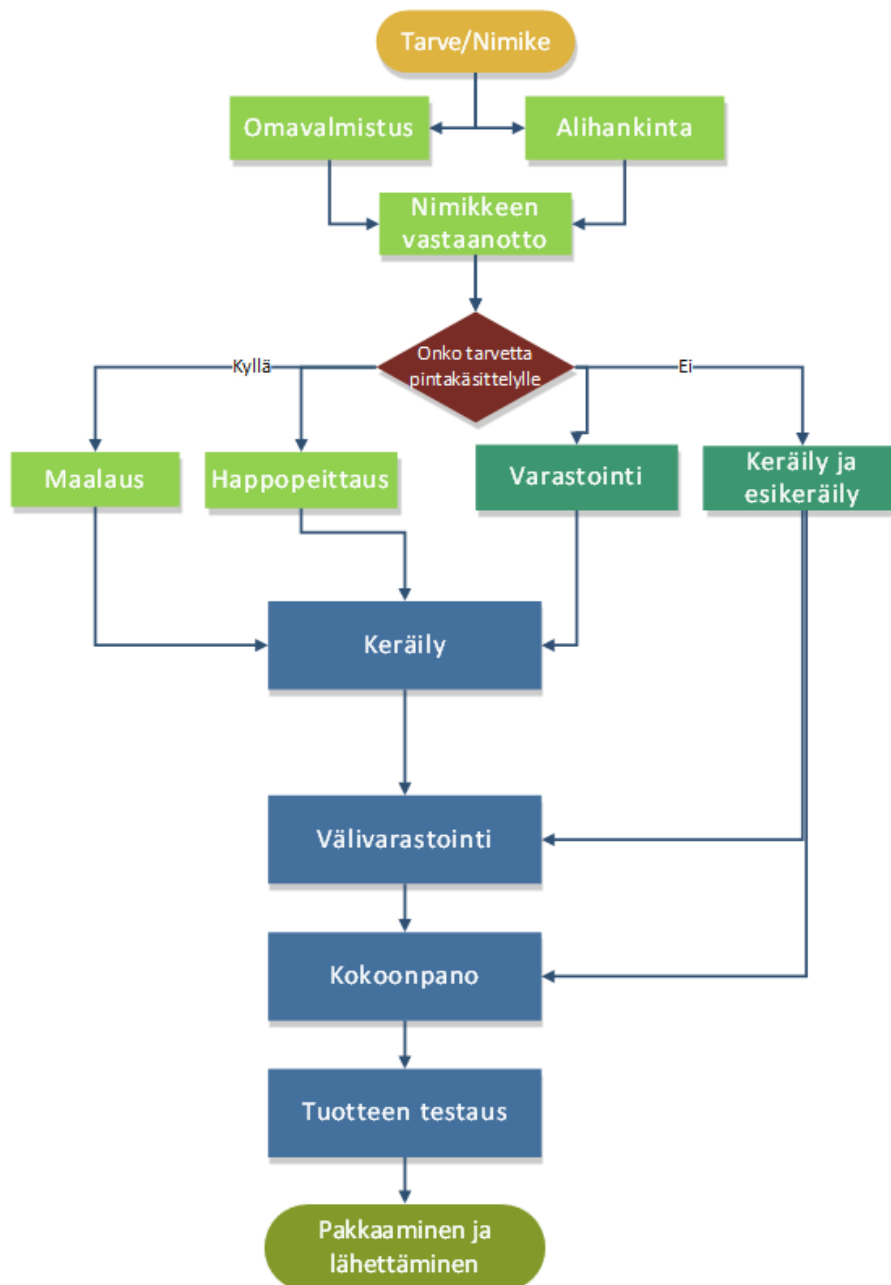 Tarve/Nimike
Omavalmistus
Alihankinta
Nimikkeen
vastaanotto
Onko tarvetta
pintakäsittelylle
Kyllä
Ei
Maalaus
Happopeittaus
Varastointi
Keräily ja
esikeräily
Keräily
Välivarastointi
Kokoonpano
Tuotteen testaus
Pakkaaminen ja
lähettäminen